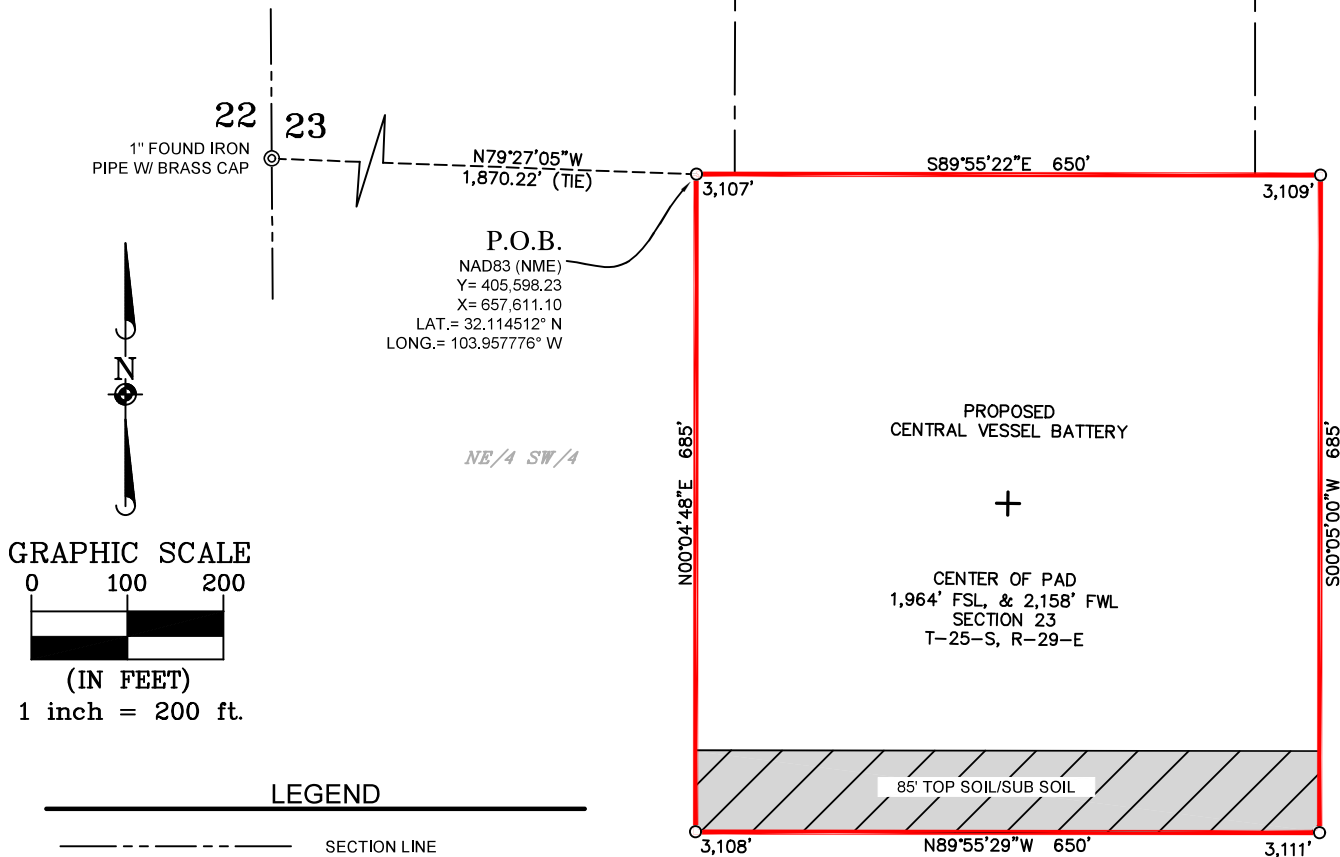 22
23
1" FOUND IRON
PIPE W/ BRASS CAP
N79°27'05"W
1,870.22' (TIE)
S89°55'22"E 650'
3,107'
3,109'
P.O.B.
NAD83 (NME)
Y= 405,598.23
X= 657,611.10
LAT.= 32.114512° N
LONG.= 103.957776° W
N
NE/4 SW/4
N00°04'48"E 685'
PROPOSED
CENTRAL VESSEL BATTERY
CENTER OF PAD
1,964' FSL, & 2,158' FWL
SECTION 23
T-25-S, R-29-E
S00°05'00"W 685'
GRAPHIC SCALE
0 100 200
(IN FEET)
1 inch = 200 ft.
85' TOP SOIL/SUB SOIL
3,108'
N89°55'29"W 650'
3,111'
LEGEND
SECTION LINE